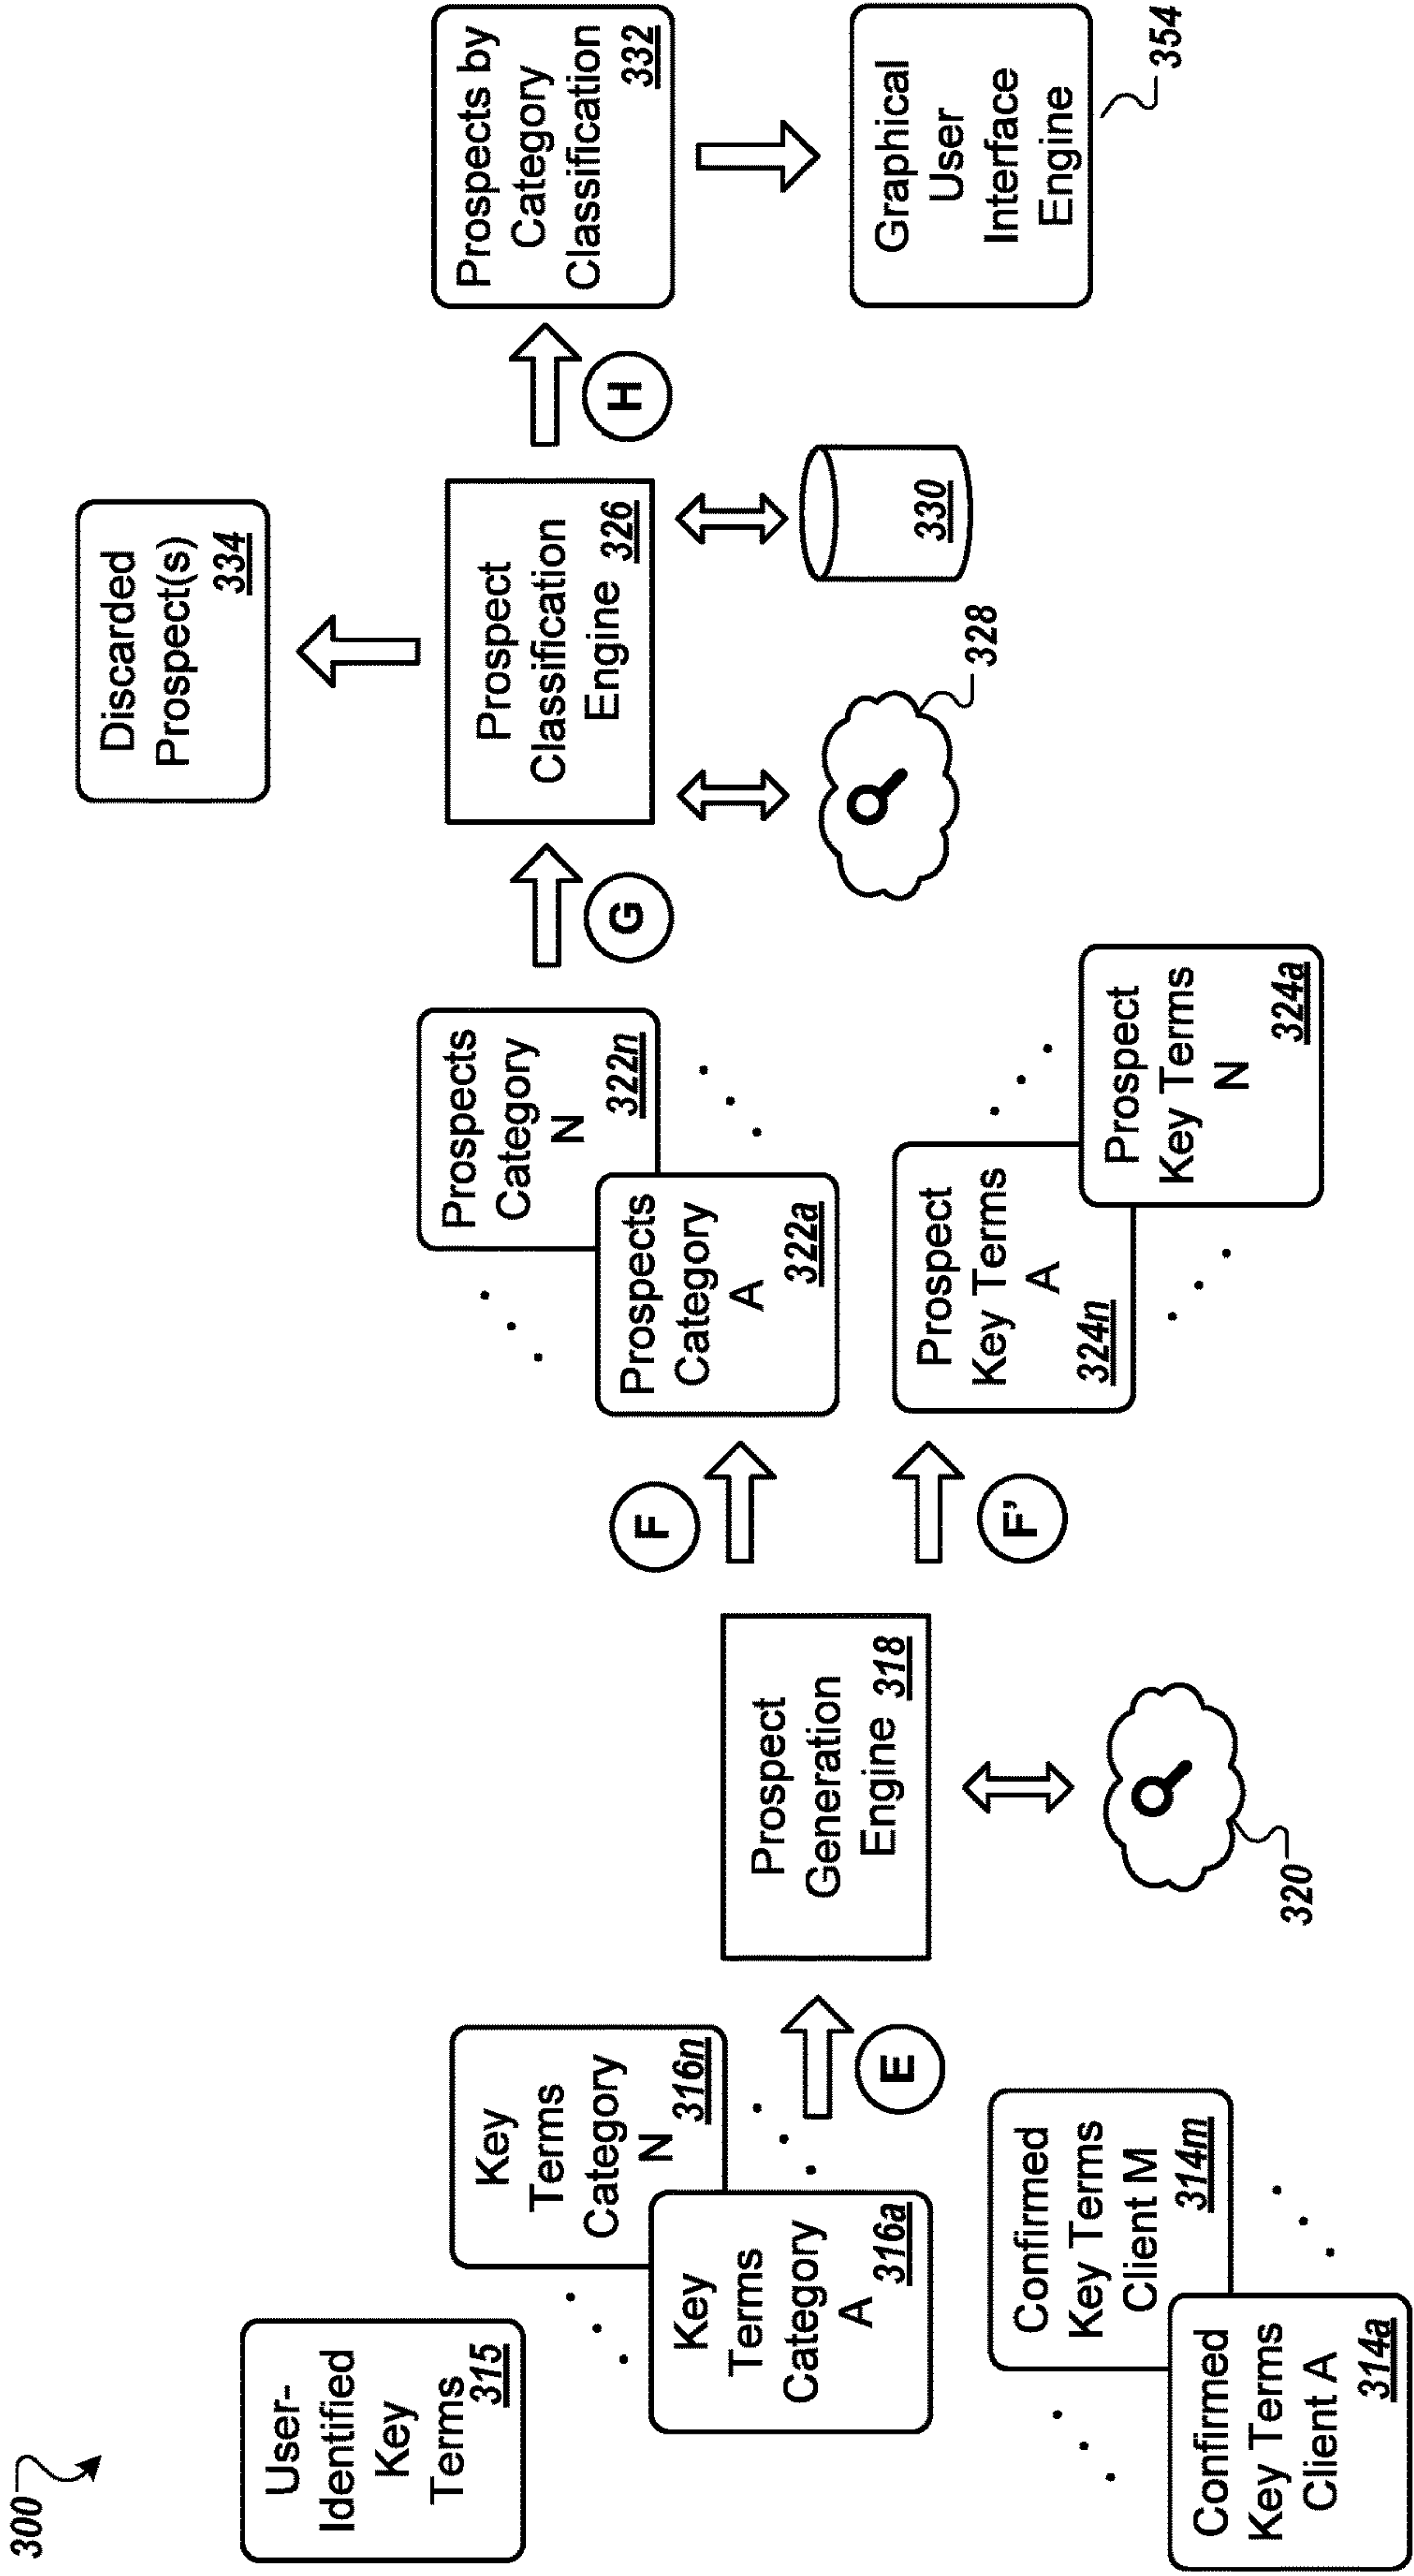 300
User-
Identified
Key
Terms
315
Key
Terms
Category
N
316n
Key
Terms
Category
A
316a
Confirmed
Key Terms
Client M
314m
Confirmed
Key Terms
Client A
314a
E
Prospect
Generation
Engine 318
320
F
F'
Prospects
Category
N
322n
Prospects
Category
A
322a
Prospect
Key Terms
A
324n
Prospect
Key Terms
N
324a
G
Discarded
Prospect(s)
334
Prospect
Classification
Engine 326
328
330
H
Prospects by
Category
Classification
332
Graphical
User
Interface
Engine
354